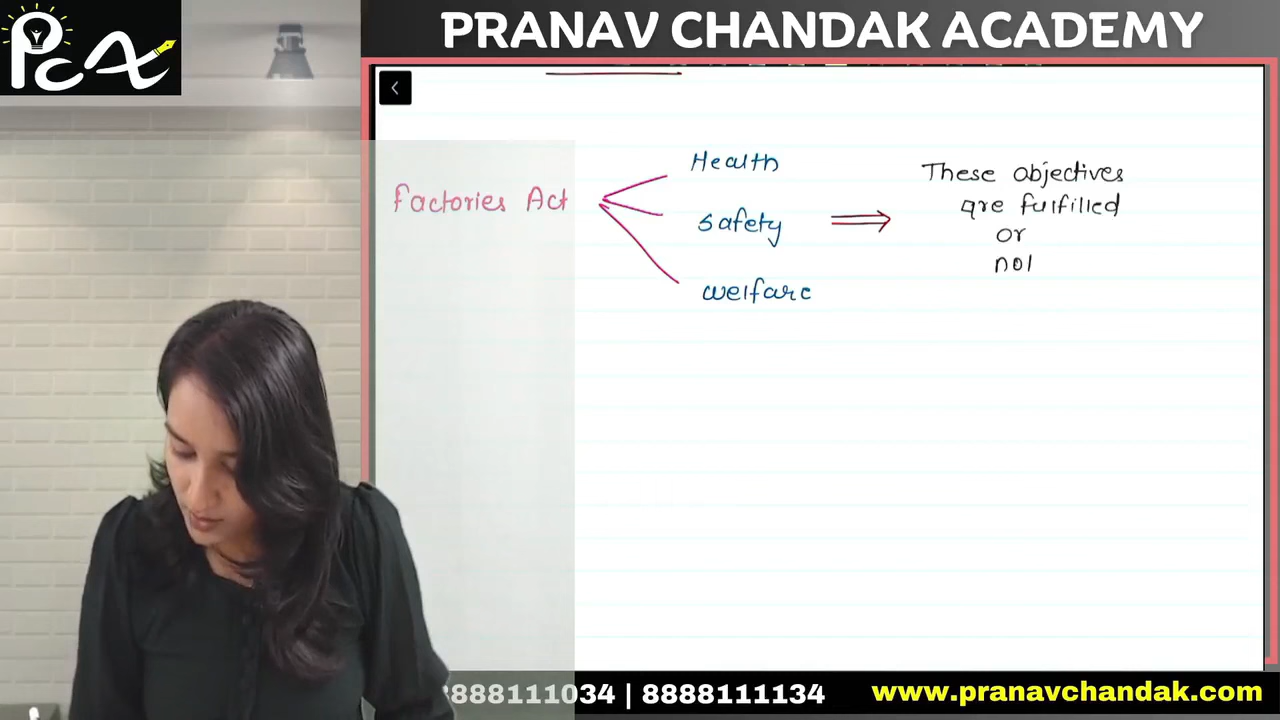 PCA
PRANAV CHANDAK ACADEMY
Factories Act
Health
safety
welfare
These objectives
are fulfilled
or
not
8888111034 | 8888111134
www.pranavchandak.com